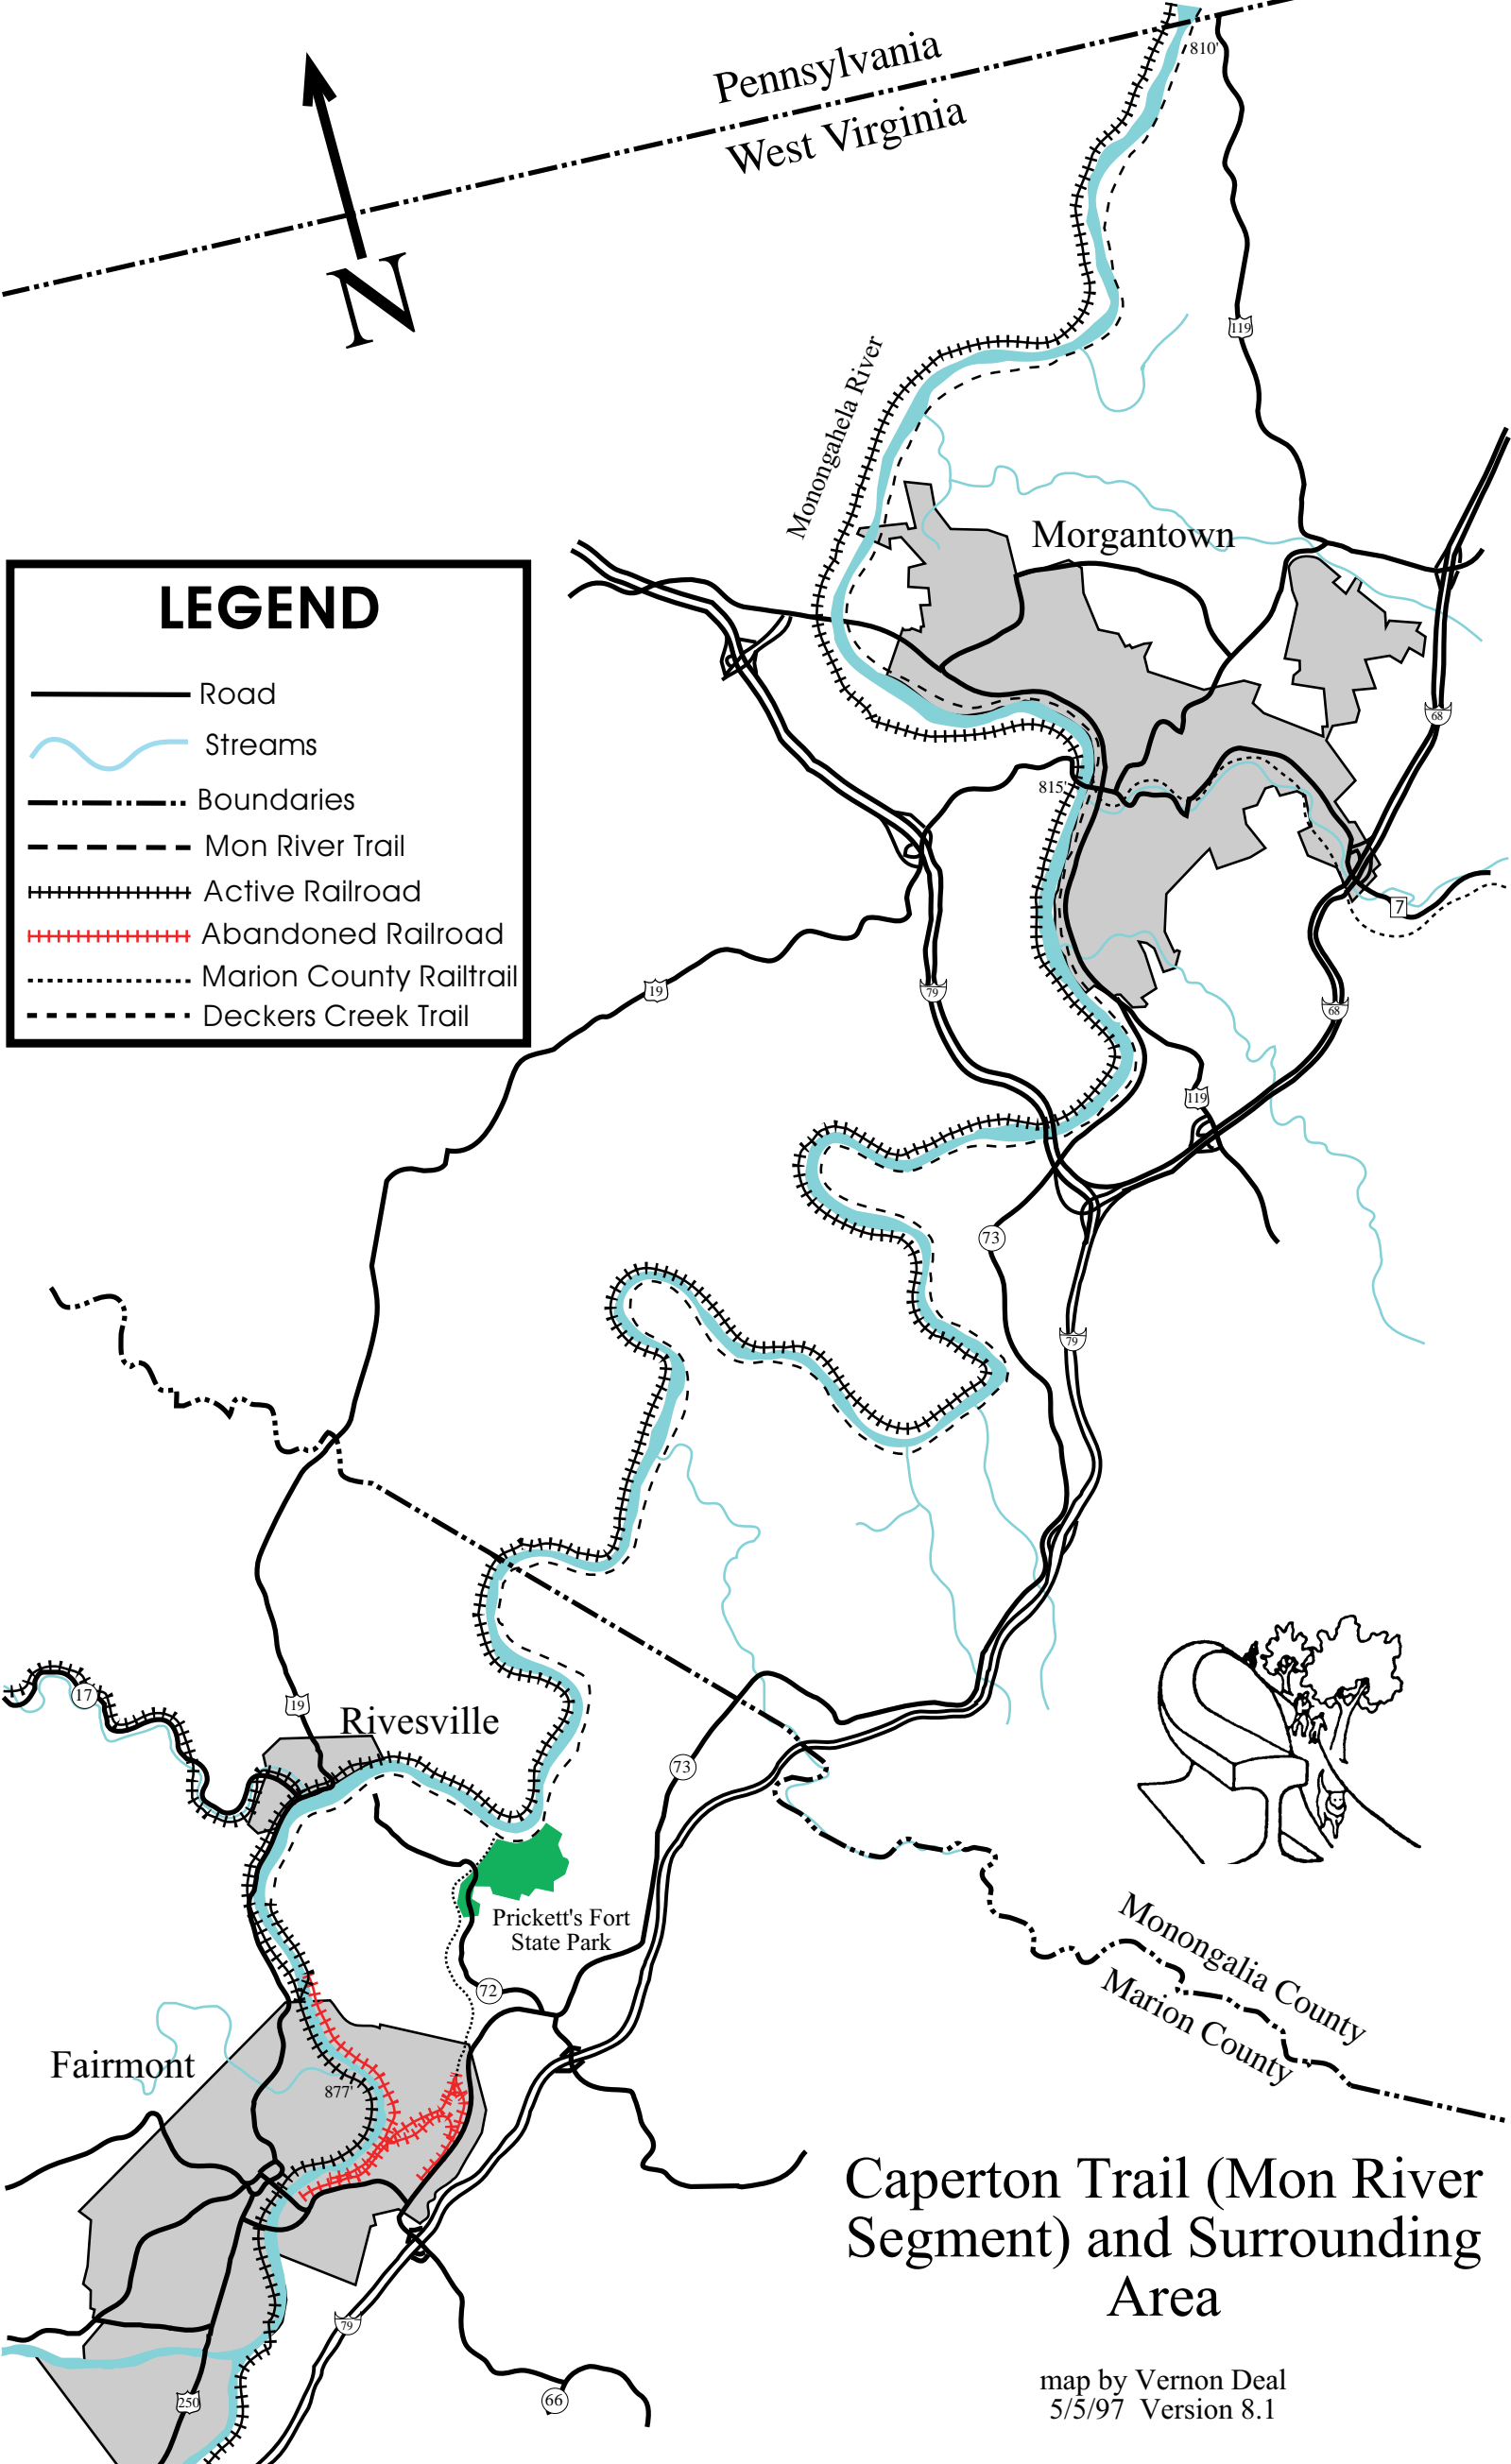 Pennsylvania
810'
West Virginia
N
119
Monongahela River
Morgantown
LEGEND
Road
Streams
Boundaries
Mon River Trail
Active Railroad
Abandoned Railroad
Marion County Railtrail
Deckers Creek Trail
68
815'
7
19
79
68
119
73
79
17
19
Rivesville
73
Prickett's Fort
State Park
72
Monongalia County
Marion County
Fairmont
877'
Caperton Trail (Mon River
Segment) and Surrounding
Area
79
250
66
map by Vernon Deal
5/5/97 Version 8.1